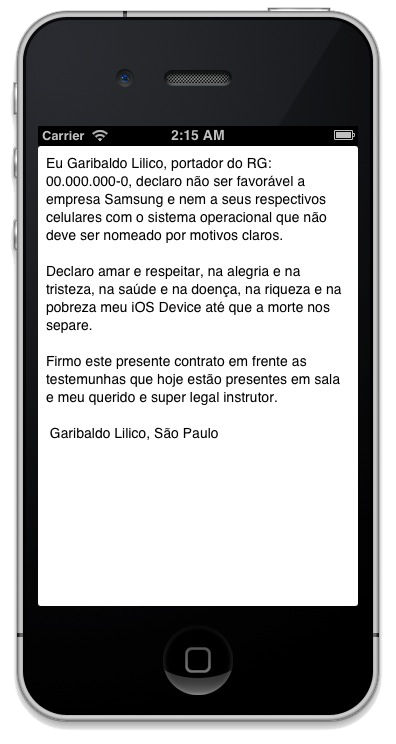 Carrier 2:15 AM
Eu Garibaldo Lilico, portador do RG:
00.000.000-0, declaro não ser favorável a
empresa Samsung e nem a seus respectivos
celulares com o sistema operacional que não
deve ser nomeado por motivos claros.
Declaro amar e respeitar, na alegria e na
tristeza, na saúde e na doença, na riqueza e na
pobreza meu iOS Device até que a morte nos
separe.
Firmo este presente contrato em frente as
testemunhas que hoje estão presentes em sala
e meu querido e super legal instrutor.
Garibaldo Lilico, São Paulo